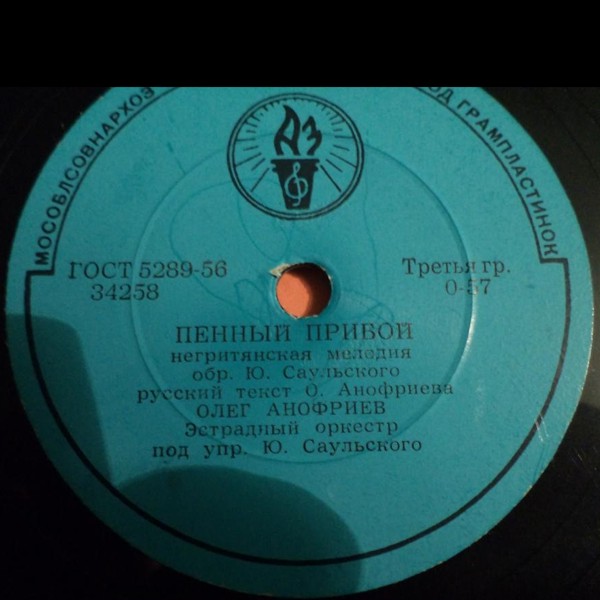 МОСОБЛСОВНАРХОЗ
ОД ГРАМПЛАСТИНОК
АЗ
ГОСТ 5289-56
34258
Третья гр.
0-57
ПЕННЫЙ ПРИБОЙ
негритянская мелодия
обр. Ю. Саульского
русский текст О. Анофриева
ОЛЕГ АНОФРИЕВ
Эстрадный оркестр
под упр. Ю. Саульского